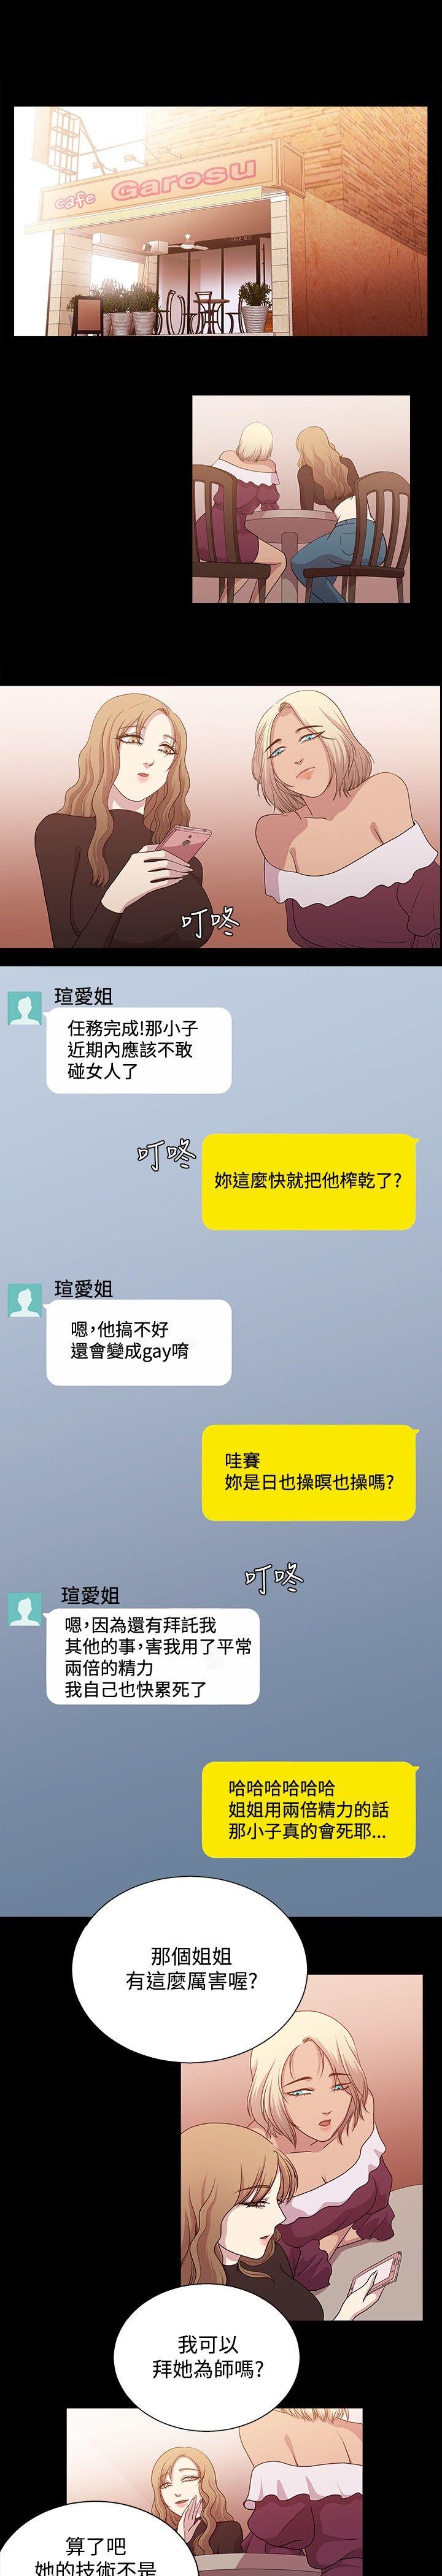 cafe Garosu
叮咚
瑄愛姐
任務完成!那小子
近期內應該不敢
碰女人了
叮咚
妳這麼快就把他榨乾了?
瑄愛姐
嗯,他搞不好
還會變成gay唷
哇賽
妳是日也操暝也操嗎?
叮咚
瑄愛姐
嗯,因為還有拜託我
其他的事,害我用了平常
兩倍的精力
我自己也快累死了
哈哈哈哈哈哈
姐姐用兩倍精力的話
那小子真的會死耶...
那個姐姐
有這麼厲害喔?
我可以
拜她為師嗎?
算了吧
她的技術不是